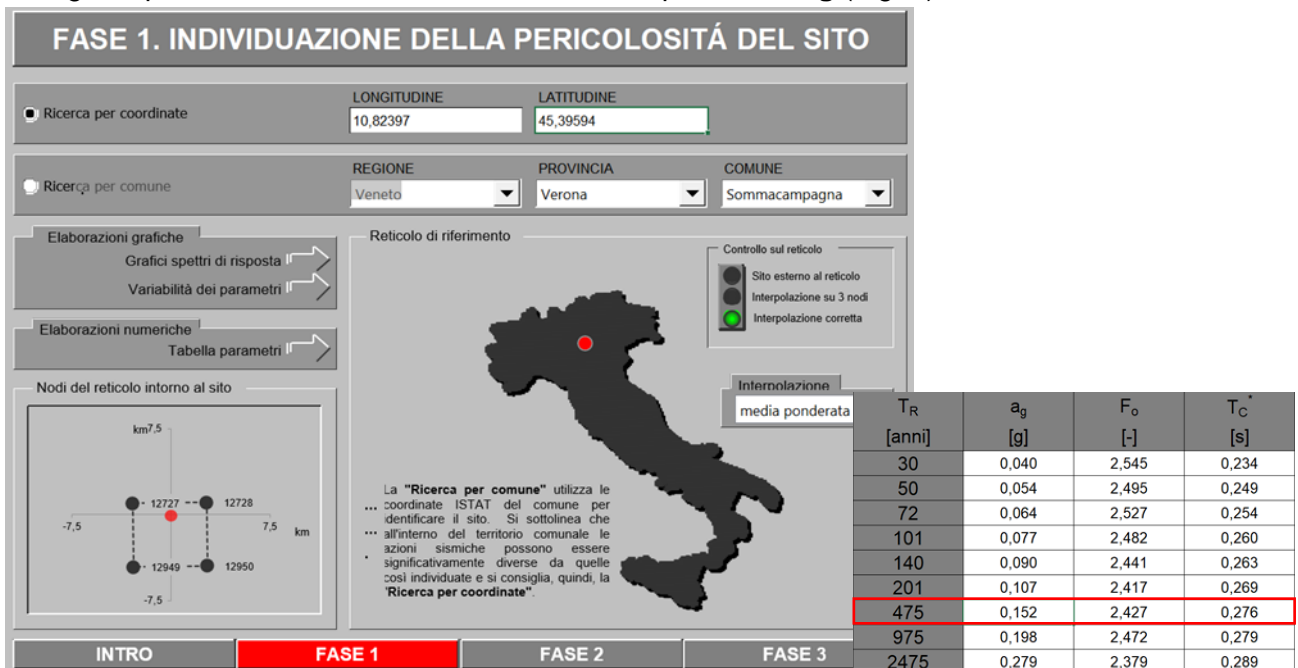 FASE 1. INDIVIDUAZIONE DELLA PERICOLOSITÁ DEL SITO
Ricerca per coordinate
LONGITUDINE
LATITUDINE
10,82397
45,39594
Ricerca per comune
REGIONE
PROVINCIA
COMUNE
Veneto
Verona
Sommacampagna
Elaborazioni grafiche
Grafici spettri di risposta
Variabilità dei parametri
Elaborazioni numeriche
Tabella parametri
Nodi del reticolo intorno al sito
km
7,5
12727
12728
-7,5
7,5
km
12949
12950
-7,5
Reticolo di riferimento
Controllo sul reticolo
Sito esterno al reticolo
Interpolazione su 3 nodi
Interpolazione corretta
Interpolazione
media ponderata
La "Ricerca per comune" utilizza le
coordinate ISTAT del comune per
identificare il sito. Si sottolinea che
all'interno del territorio comunale le
azioni sismiche possono essere
significativamente diverse da quelle
così individuate e si consiglia, quindi, la
"Ricerca per coordinate".
INTRO FASE 1 FASE 2 FASE 3
TR ag Fo TC*
[anni] [g] [-] [s]
30 0,040 2,545 0,234
50 0,054 2,495 0,249
72 0,064 2,527 0,254
101 0,077 2,482 0,260
140 0,090 2,441 0,263
201 0,107 2,417 0,269
475 0,152 2,427 0,276
975 0,198 2,472 0,279
2475 0,279 2,379 0,289